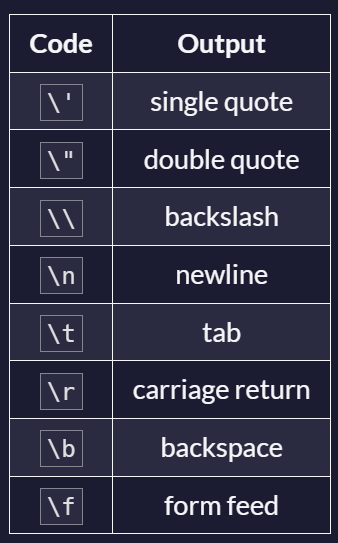 Code Output
\' single quote
\" double quote
\\ backslash
\n newline
\t tab
\r carriage return
\b backspace
\f form feed